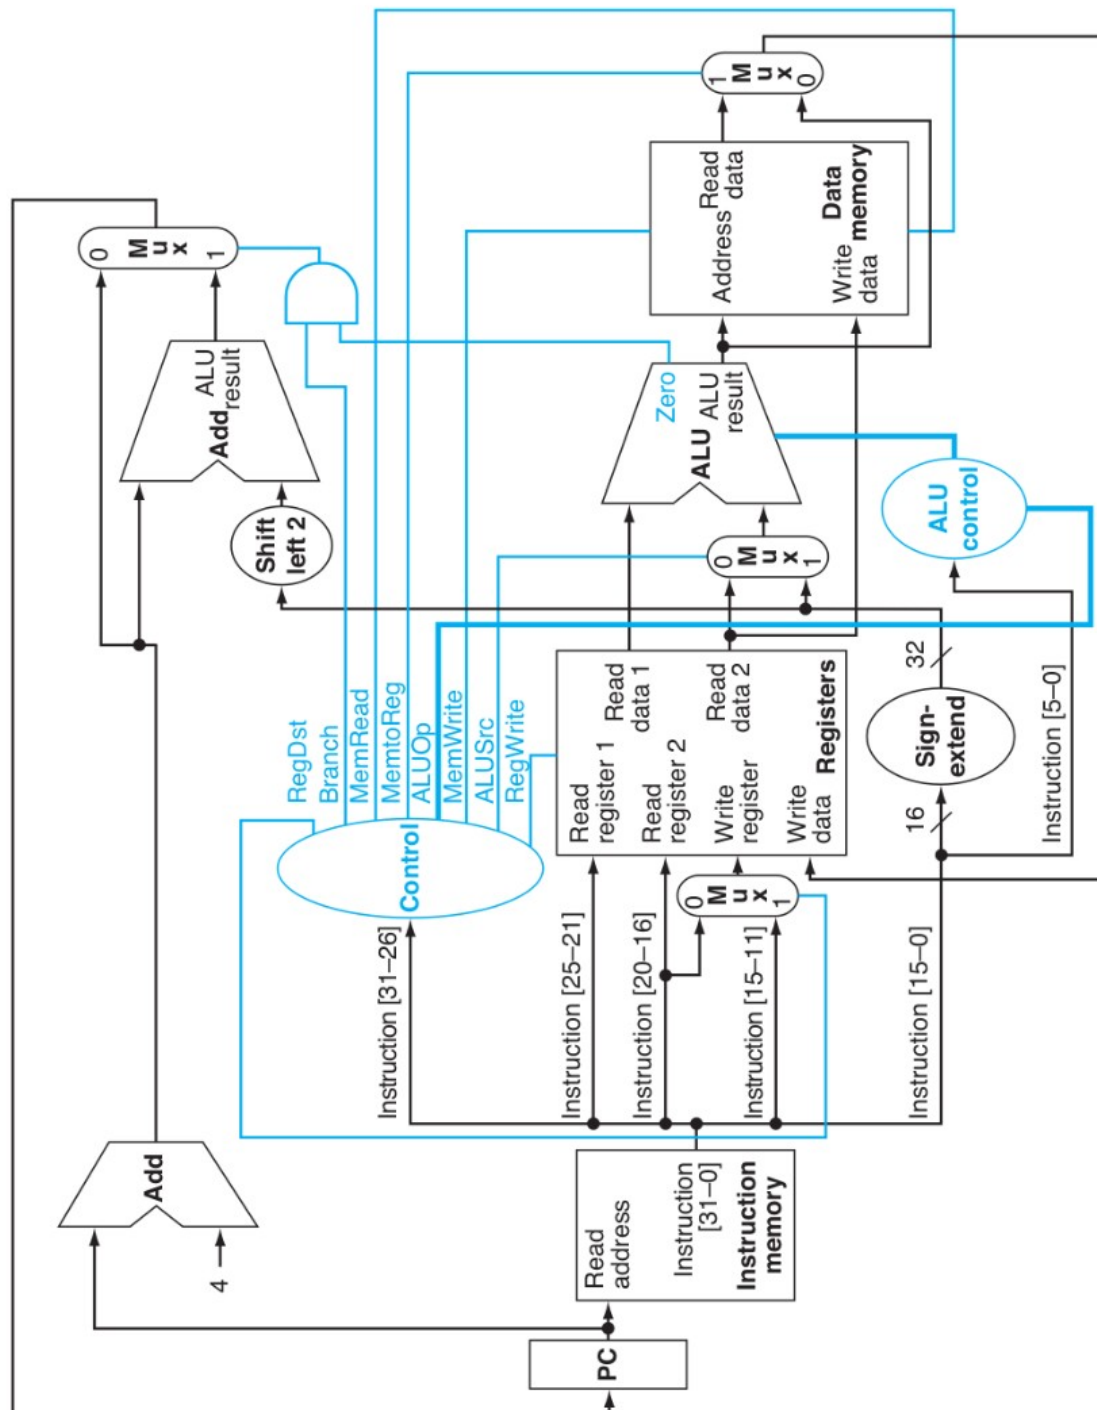 0
M
u
x
1
Add
ALU
result
Shift
left 2
Add
4
RegDst
Branch
MemRead
MemtoReg
ALUOp
MemWrite
ALUSrc
RegWrite
Control
Instruction [31–26]
Instruction [25–21]
Instruction [20–16]
Instruction [15–11]
Instruction [15–0]
PC
Read
address
Instruction
[31–0]
Instruction
memory
0
M
u
x
1
Read
register 1
Read
register 2
Write
register
Write
data
Read
data 1
Read
data 2
Registers
16
Sign-
extend
32
Instruction [5–0]
0
M
u
x
1
Zero
ALU
ALU
result
ALU
control
Address
Read
data
Write
data
Data
memory
1
M
u
x
0